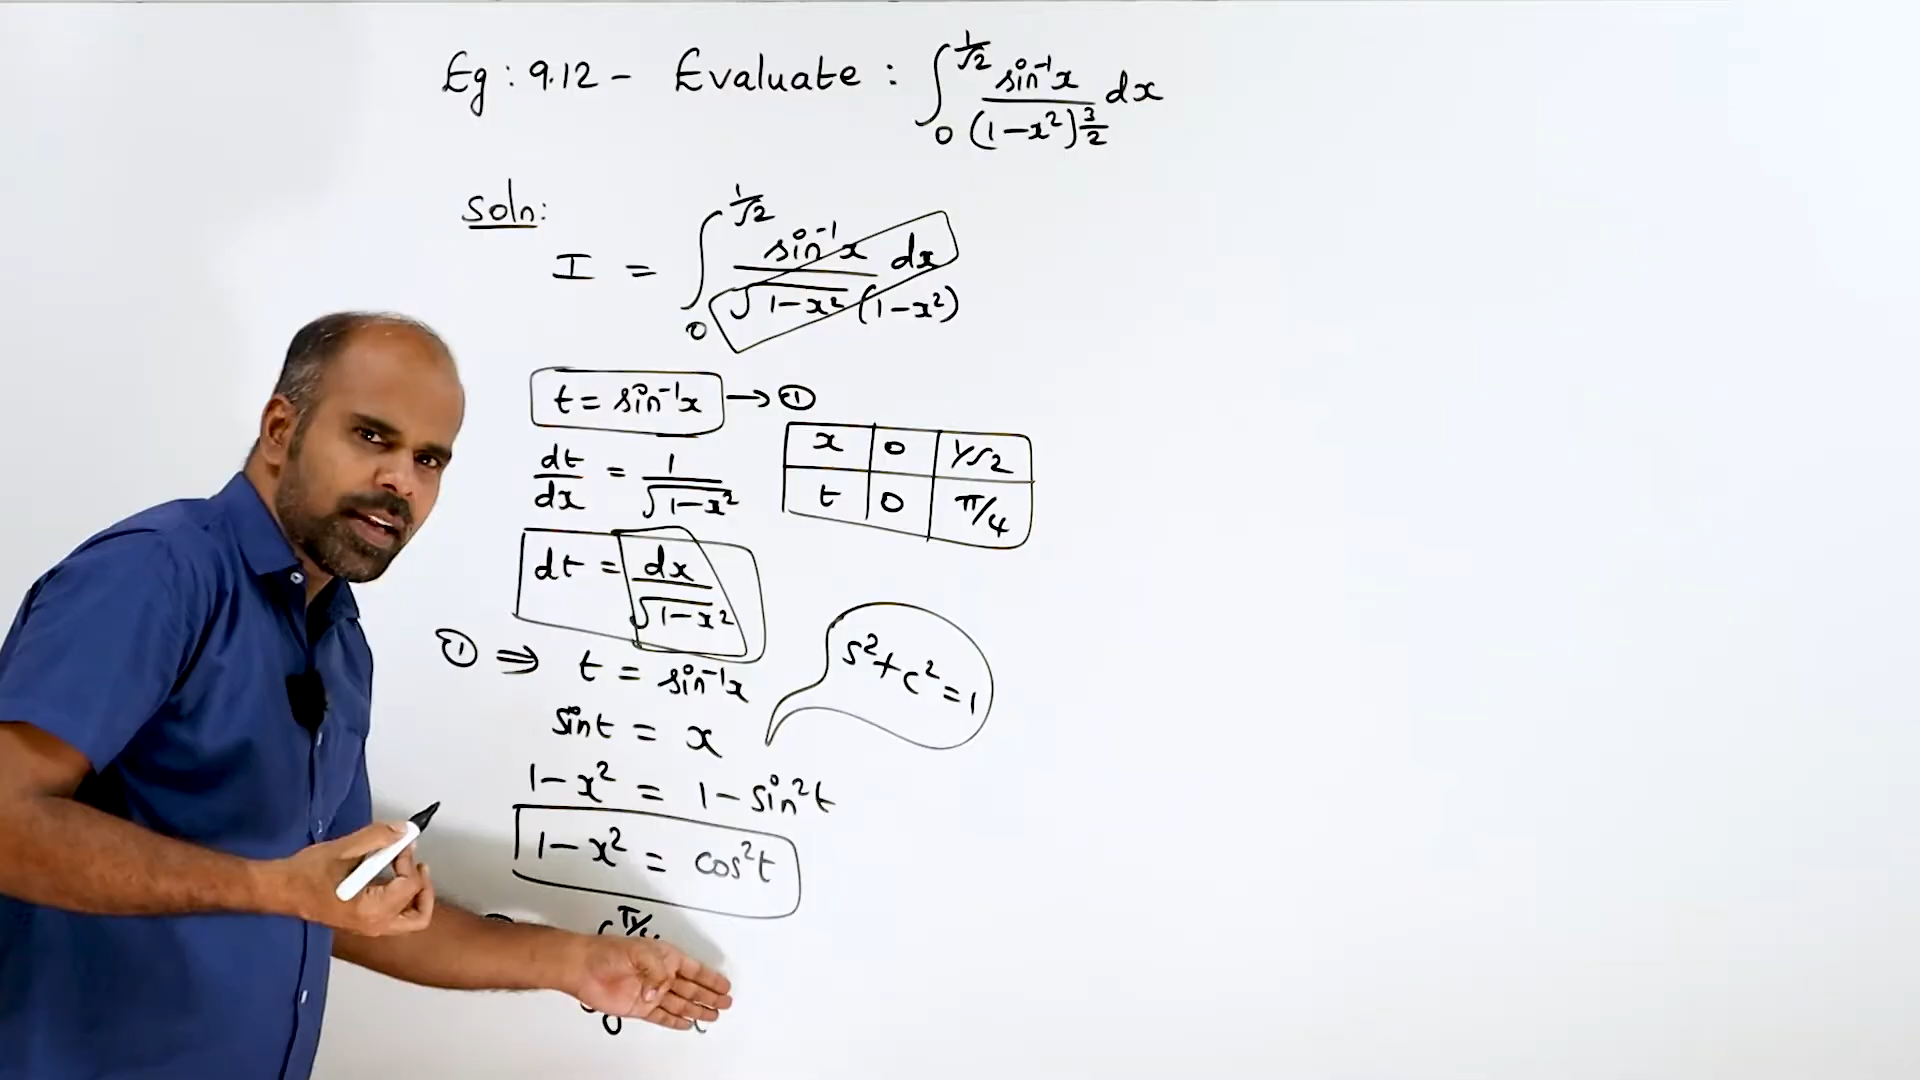 Eg : 9.12 - Evaluate : ∫₀^{1/√2} sin⁻¹x / (1-x²)^{3/2} dx
Soln:
I = ∫₀^{1/√2} sin⁻¹x dx / √1-x² (1-x²)
t = sin⁻¹x → ①
x 0 1/√2
t 0 π/4
dt/dx = 1/√1-x²
dt = dx/√1-x²
① ⇒ t = sin⁻¹x
s²+c² = 1
sint = x
1-x² = 1-sin²t
1-x² = cos²t